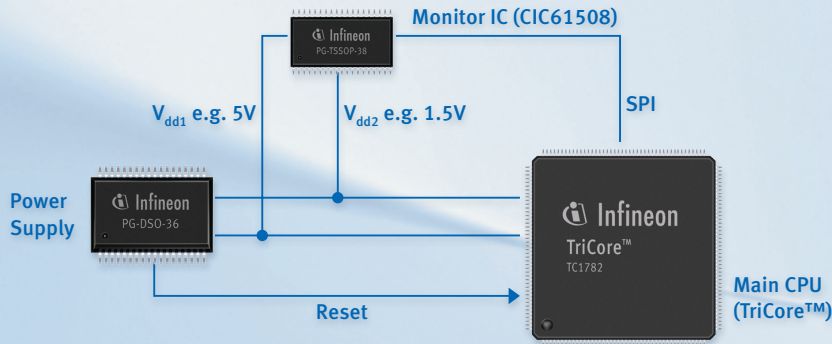 Monitor IC (CIC61508)
Infineon
PG-TSSOP-38
Vdd1 e.g. 5V
Vdd2 e.g. 1.5V
SPI
Power
Supply
Infineon
PG-DSO-36
Infineon
TriCore™
TC1782
Reset
Main CPU
(TriCore™)